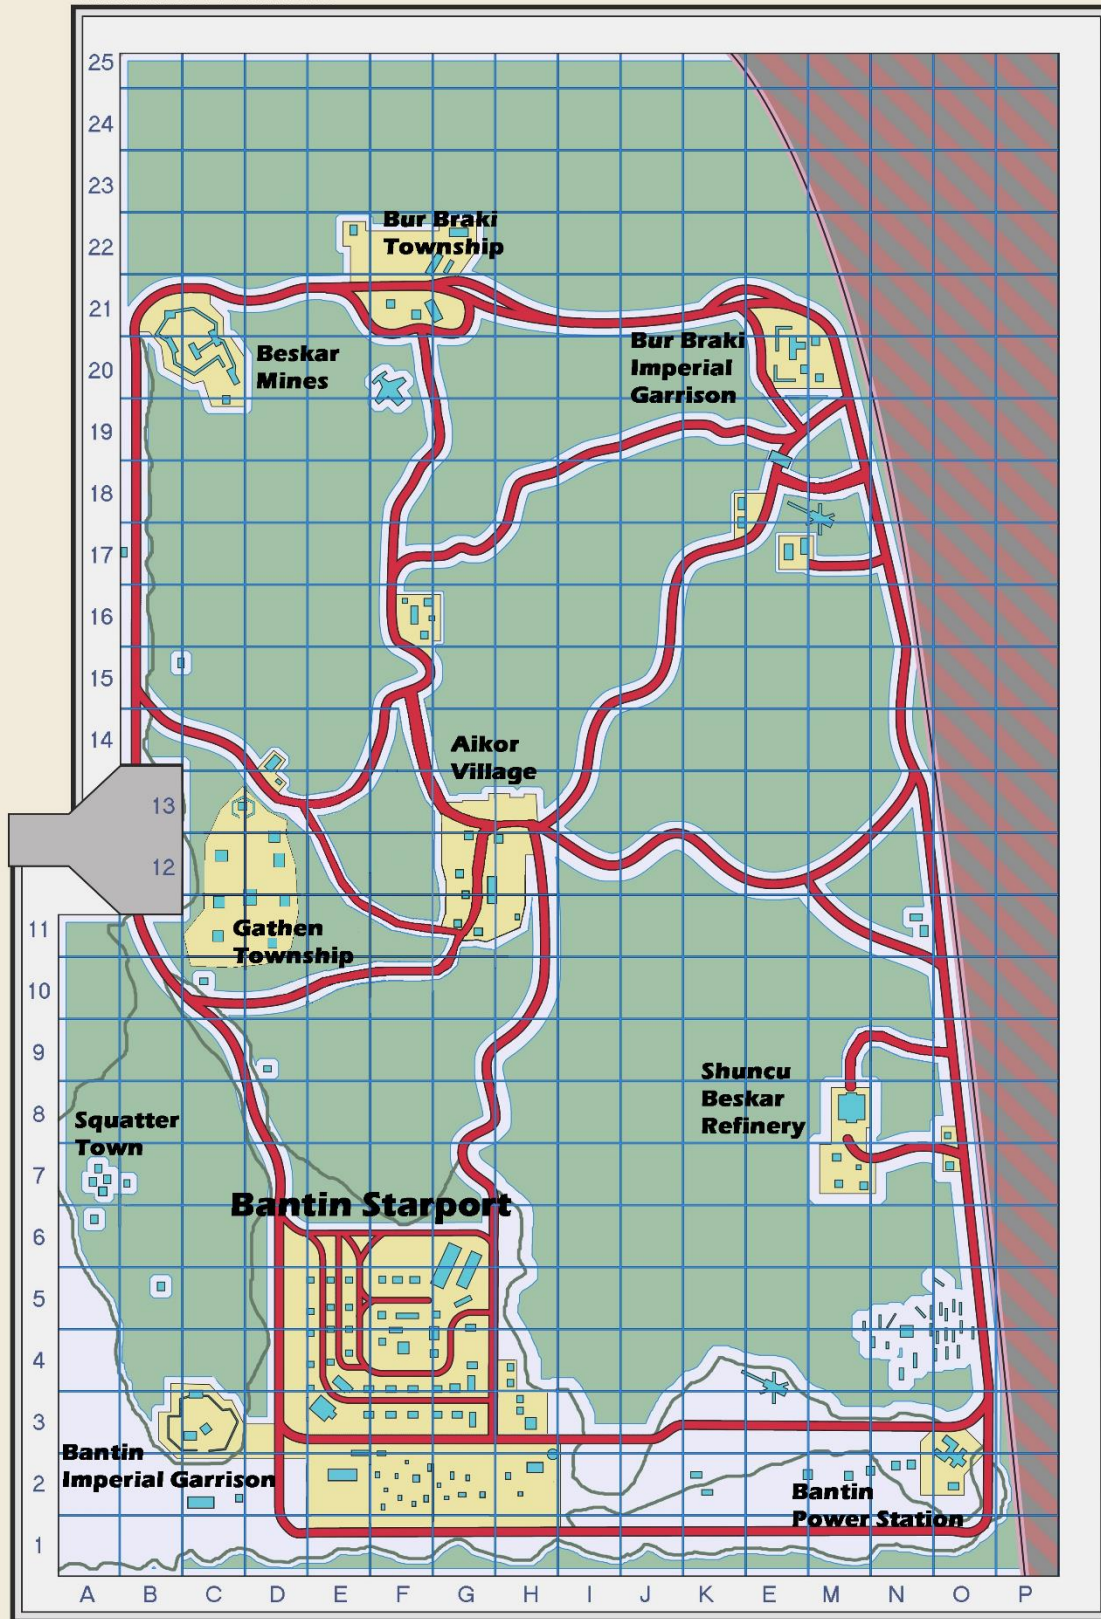 25
24
23
Bur Braki
Township
22
21
Bur Braki
Imperial
Garrison
Beskar
Mines
20
19
18
17
16
15
Aikor
Village
14
13
12
Gathen
Township
11
10
9
Shuncu
Beskar
Refinery
8
Squatter
Town
7
Bantin Starport
6
5
4
3
Bantin
Imperial Garrison
2
Bantin
Power Station
1
A B C D E F G H I J K E M N O P